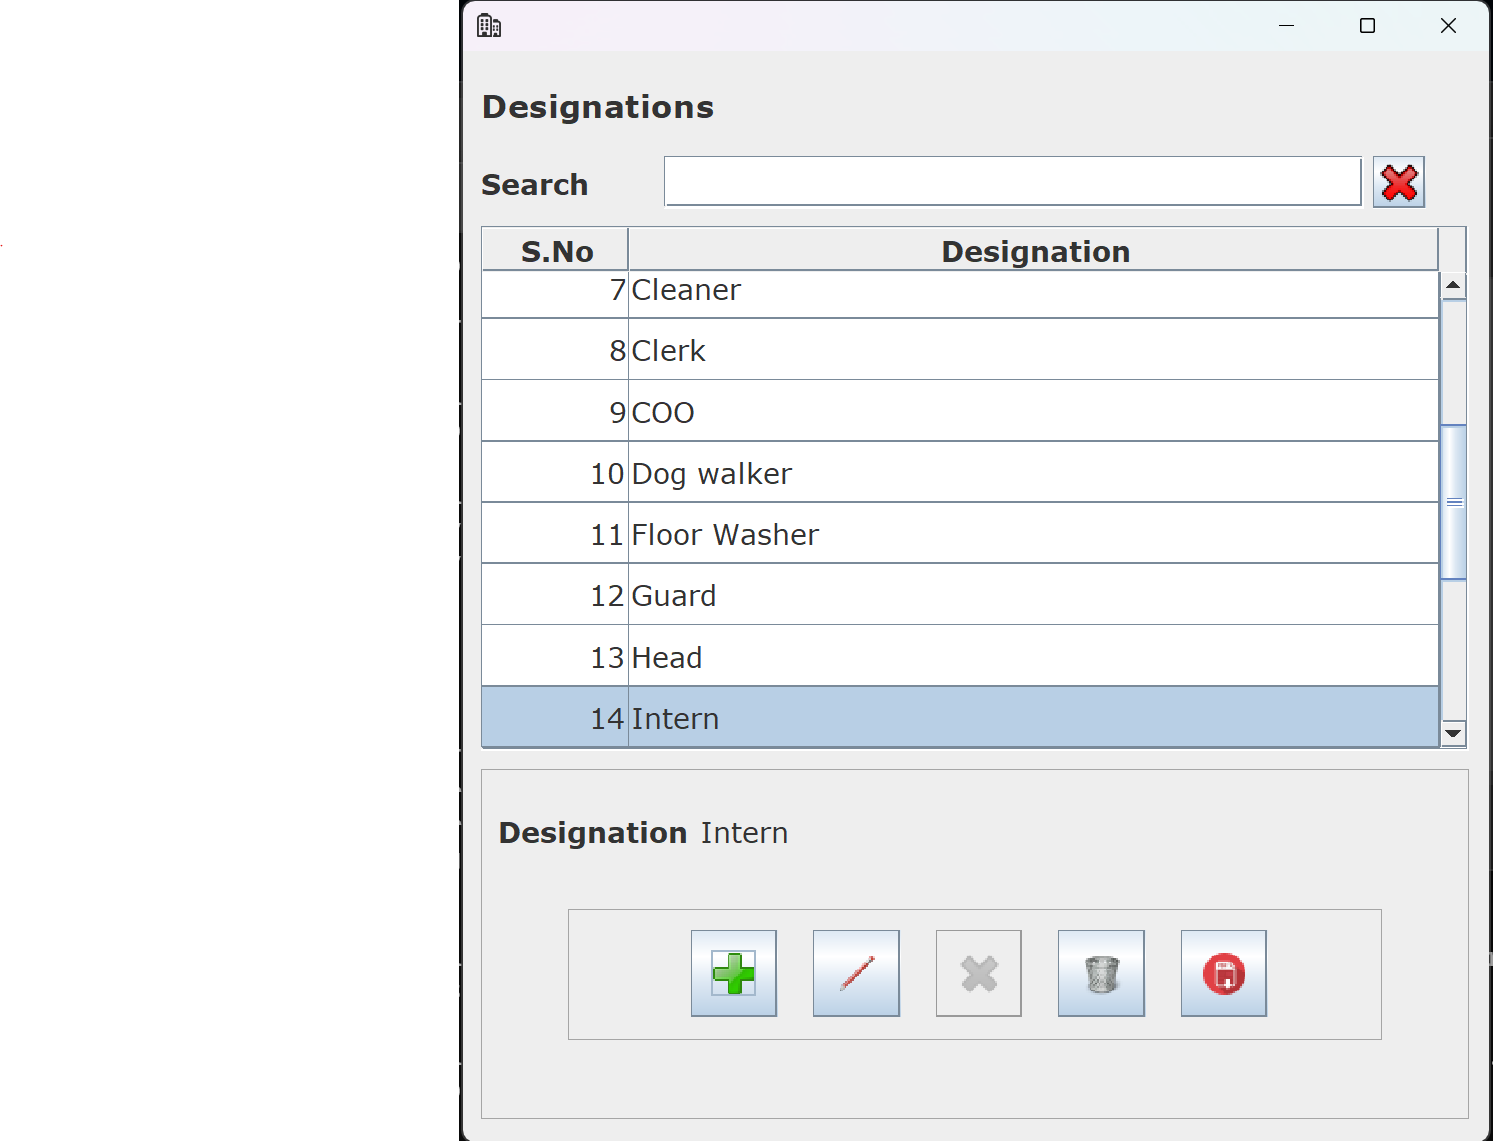 Designations
Search
S.No Designation
7 Cleaner
8 Clerk
9 COO
10 Dog walker
11 Floor Washer
12 Guard
13 Head
14 Intern
Designation Intern